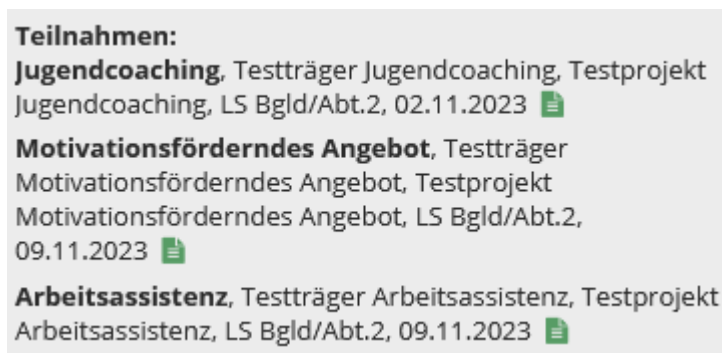 Teilnahmen:
Jugendcoaching, Testträger Jugendcoaching, Testprojekt
Jugendcoaching, LS Bgld/Abt.2, 02.11.2023
Motivationsförderndes Angebot, Testträger
Motivationsförderndes Angebot, Testprojekt
Motivationsförderndes Angebot, LS Bgld/Abt.2,
09.11.2023
Arbeitsassistenz, Testträger Arbeitsassistenz, Testprojekt
Arbeitsassistenz, LS Bgld/Abt.2, 09.11.2023